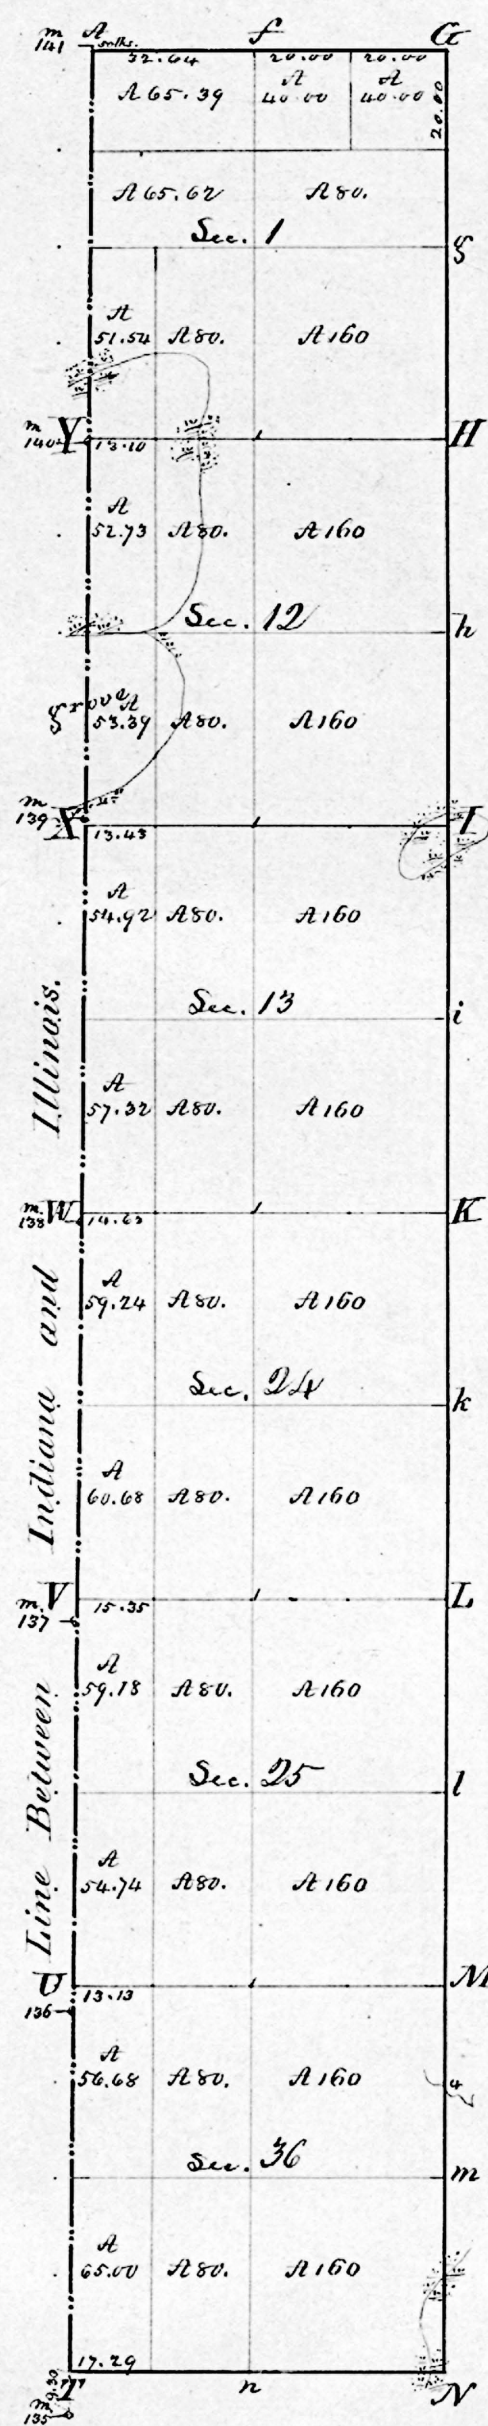 m A f G
141 32.64 20.00 20.00
A 65.39 A 40.00 A 40.00 20.00
A 65.62 A 80.
Sec. 1 g
A
51.54 A 80. A 160
m
140 Y 13.10 H
A
52.73 A 80. A 160
Sec. 12 h
A
53.39 A 80. A 160
m
139 X 13.43 I
A
54.92 A 80. A 160
Sec. 13 i
A
57.32 A 80. A 160
m.
138 W 14.63 K
A
59.24 A 80. A 160
Sec. 24 k
A
60.68 A 80. A 160
m. V 15.35 L
137
A
59.18 A 80. A 160
Sec. 25 l
A
54.74 A 80. A 160
U 13.13 M
136
A
56.68 A 80. A 160
4
Sec. 36 m
A
65.00 A 80. A 160
17.29
9.30
T n N
m
135
Line Between Indiana and Illinois.